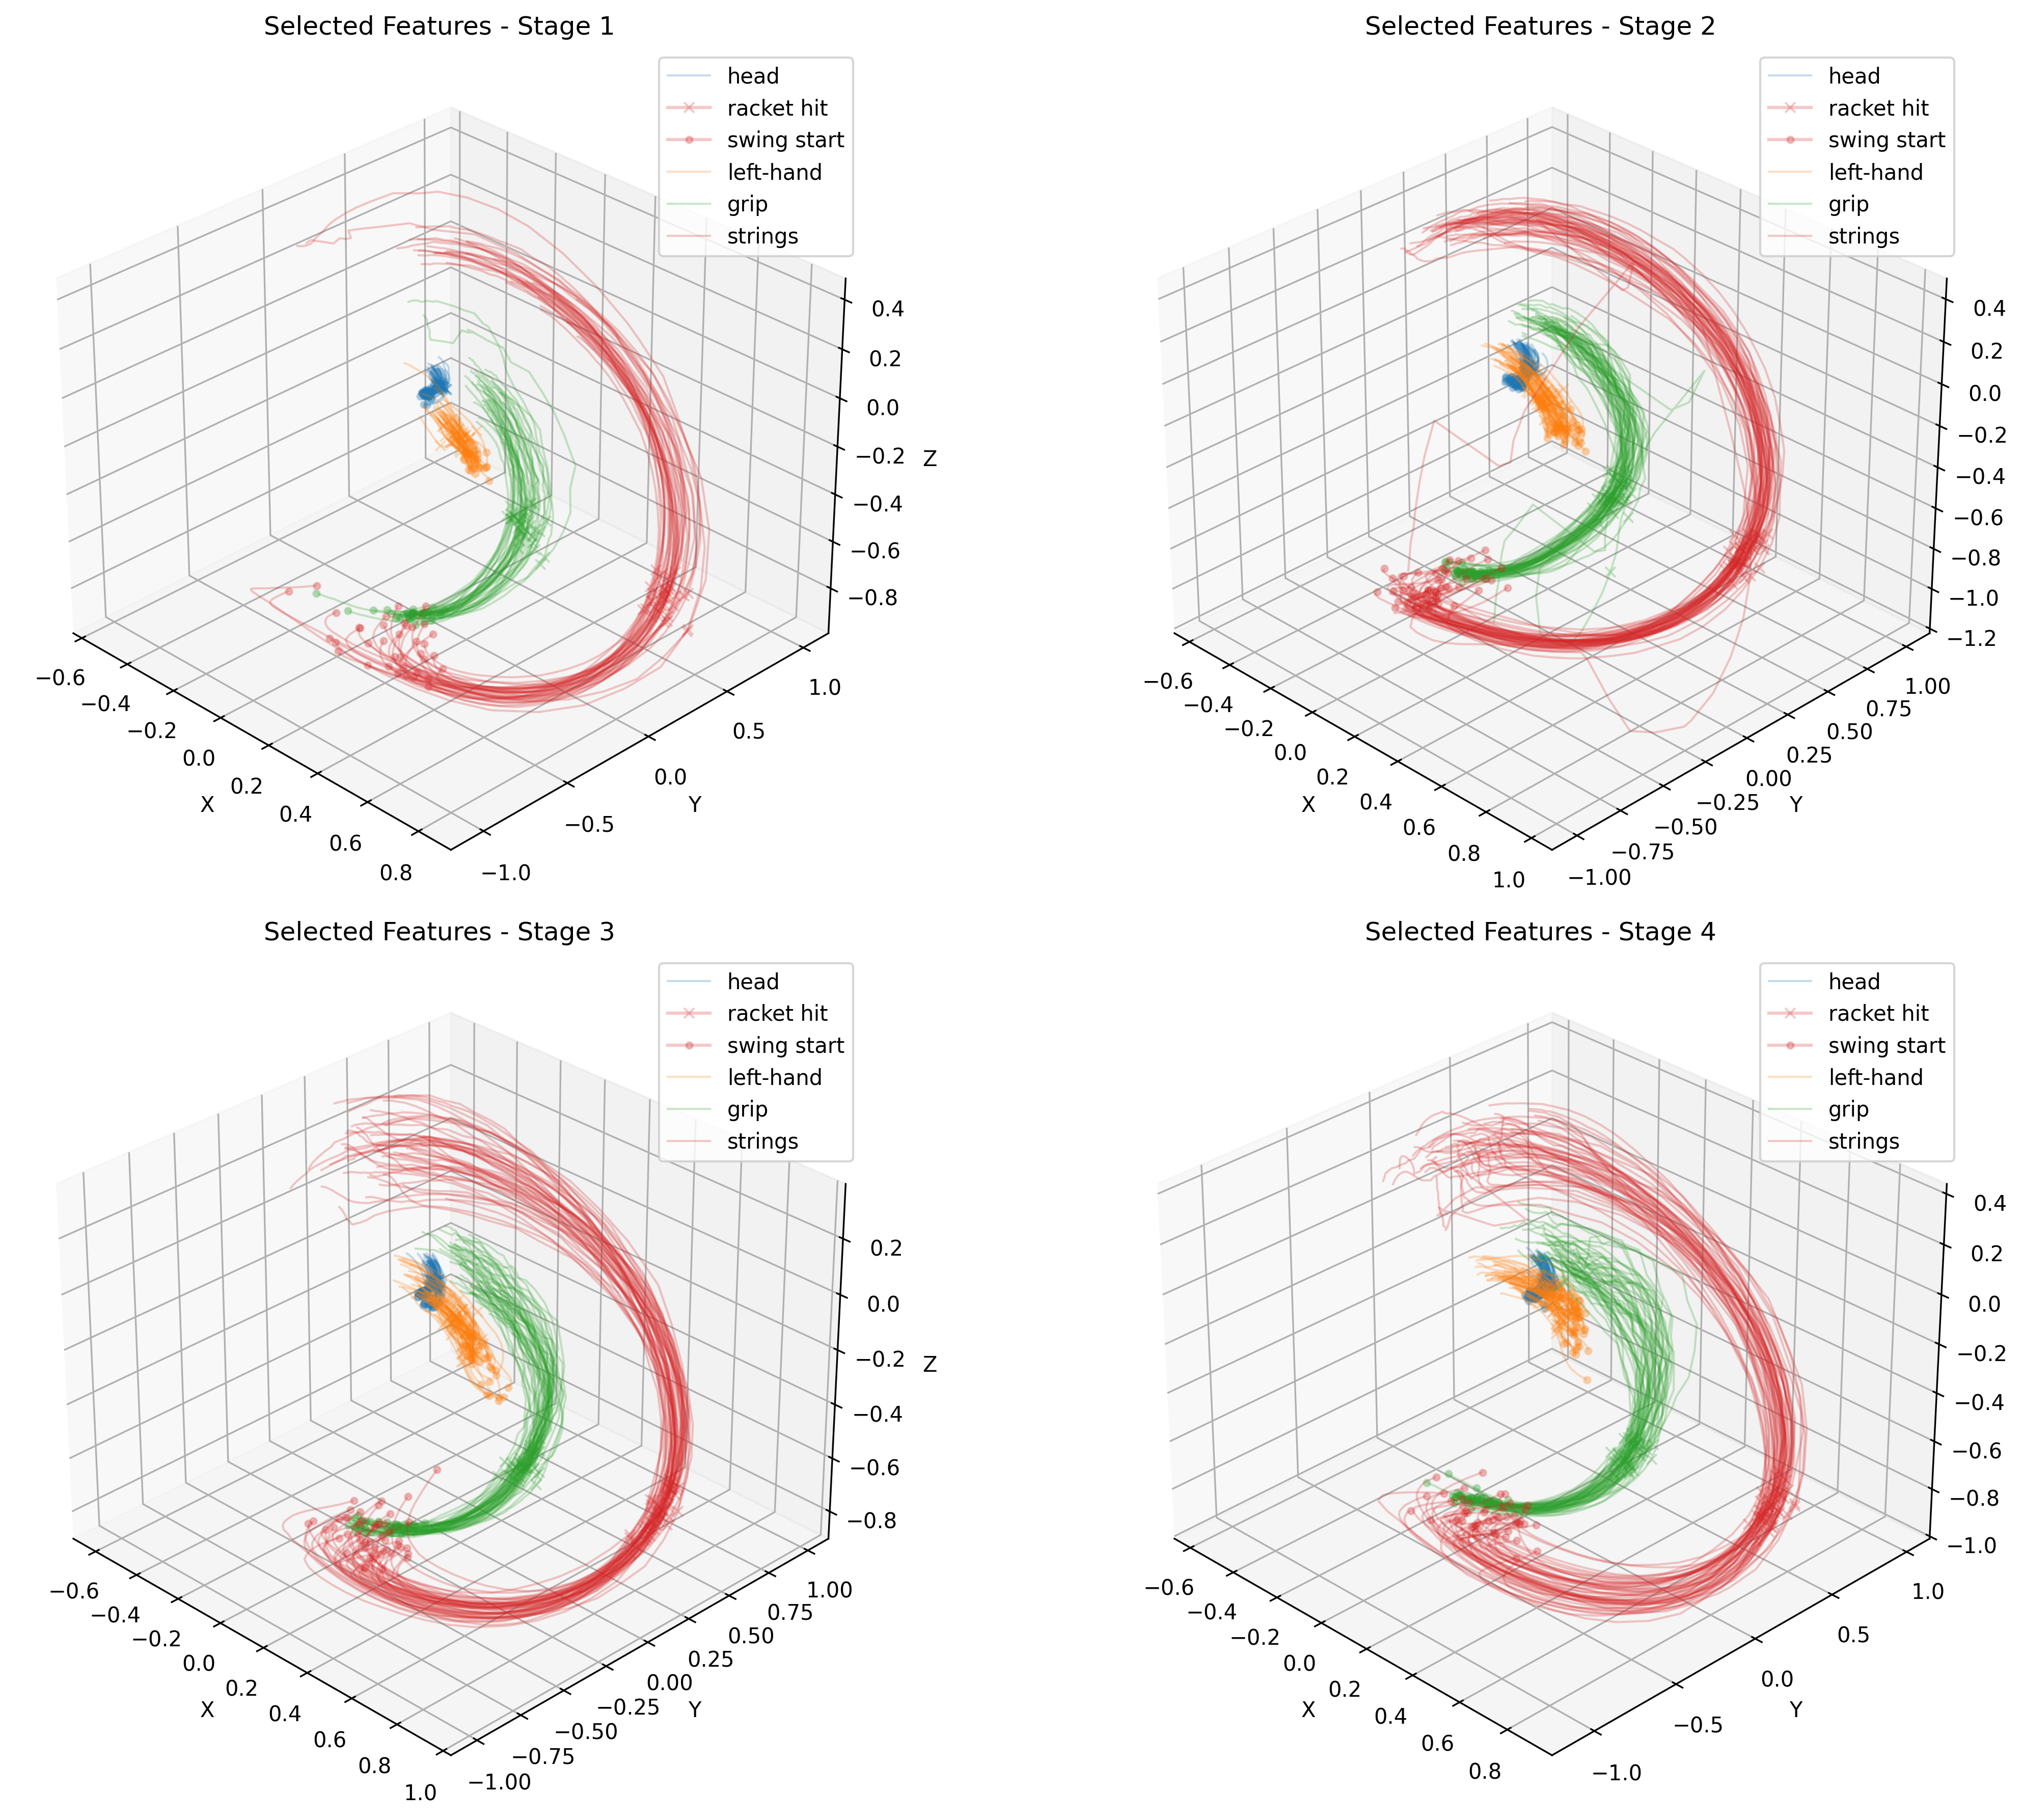 Selected Features - Stage 1
head
racket hit
swing start
left-hand
grip
strings
0.4
0.2
0.0
−0.2
Z
−0.4
−0.6
−0.8
−0.6
−0.4
−0.2
0.0
0.2
0.4
0.6
0.8
X
−1.0
−0.5
0.0
0.5
1.0
Y
Selected Features - Stage 2
head
racket hit
swing start
left-hand
grip
strings
0.4
0.2
0.0
−0.2
−0.4
−0.6
−0.8
−1.0
−1.2
−0.6
−0.4
−0.2
0.0
0.2
0.4
0.6
0.8
1.0
X
−1.00
−0.75
−0.50
−0.25
0.00
0.25
0.50
0.75
1.00
Y
Selected Features - Stage 3
head
racket hit
swing start
left-hand
grip
strings
0.2
0.0
−0.2
Z
−0.4
−0.6
−0.8
−0.6
−0.4
−0.2
0.0
0.2
0.4
0.6
0.8
1.0
X
−1.00
−0.75
−0.50
−0.25
0.00
0.25
0.50
0.75
1.00
Y
Selected Features - Stage 4
head
racket hit
swing start
left-hand
grip
strings
0.4
0.2
0.0
−0.2
−0.4
−0.6
−0.8
−1.0
−0.6
−0.4
−0.2
0.0
0.2
0.4
0.6
0.8
X
−1.0
−0.5
0.0
0.5
1.0
Y